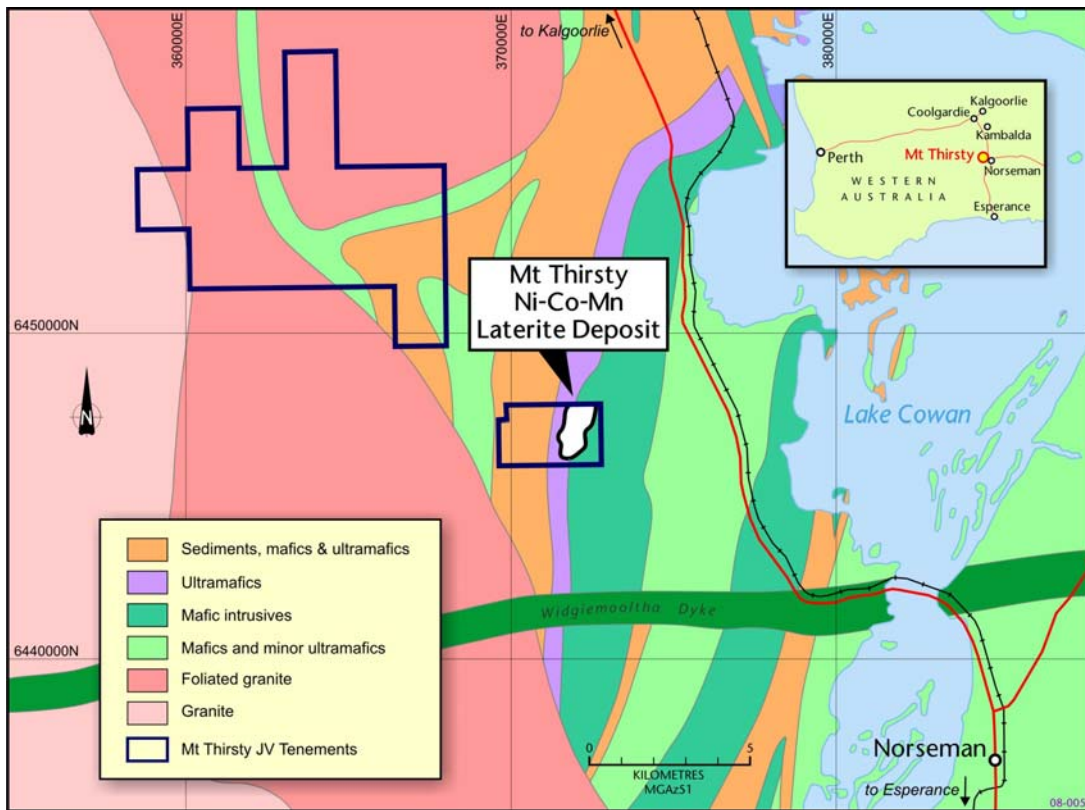 360000E
370000E
380000E
to Kalgoorlie
Kalgoorlie
Coolgardie
Kambalda
Perth
Mt Thirsty
Norseman
WESTERN
AUSTRALIA
Esperance
Mt Thirsty
Ni-Co-Mn
Laterite Deposit
6450000N
N
Lake Cowan
Sediments, mafics & ultramafics
Ultramafics
Mafic intrusives
Mafics and minor ultramafics
Foliated granite
Granite
Mt Thirsty JV Tenements
Widgiemooltha Dyke
6440000N
0 5
KILOMETRES
MGAz51
Norseman
to Esperance
08-005